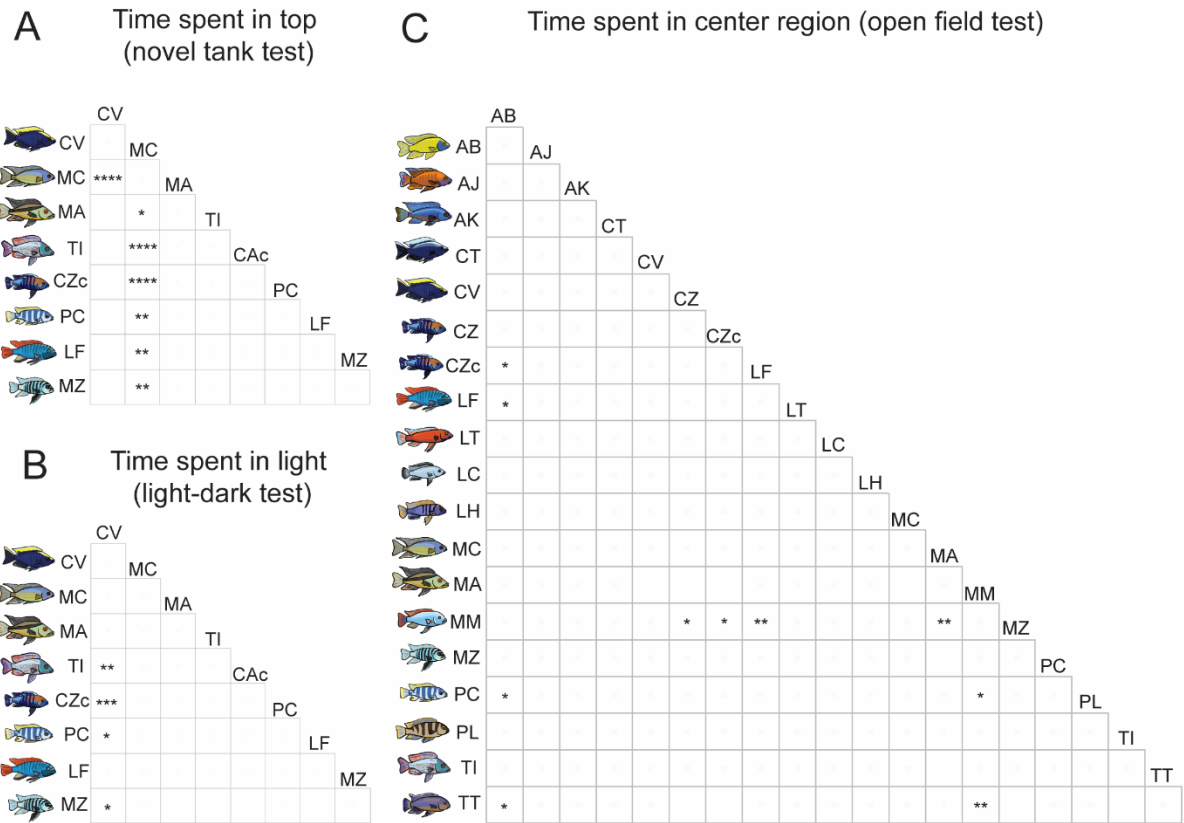 A
Time spent in top
(novel tank test)
CV
CV
MC
MC
****
MA
MA
*
TI
TI
****
CAc
CZc
****
PC
PC
**
LF
LF
**
MZ
MZ
**
B
Time spent in light
(light-dark test)
CV
CV
MC
MC
MA
MA
TI
TI
**
CAc
CZc
***
PC
PC
*
LF
LF
MZ
MZ
*
C
Time spent in center region (open field test)
AB
AB
AJ
AJ
AK
AK
CT
CT
CV
CV
CZ
CZ
CZc
CZc
*
LF
LF
*
LT
LT
LC
LC
LH
LH
MC
MC
MA
MA
MM
MM
* * ** **
MZ
MZ
PC
PC
* *
PL
PL
TI
TI
TT
TT
* **